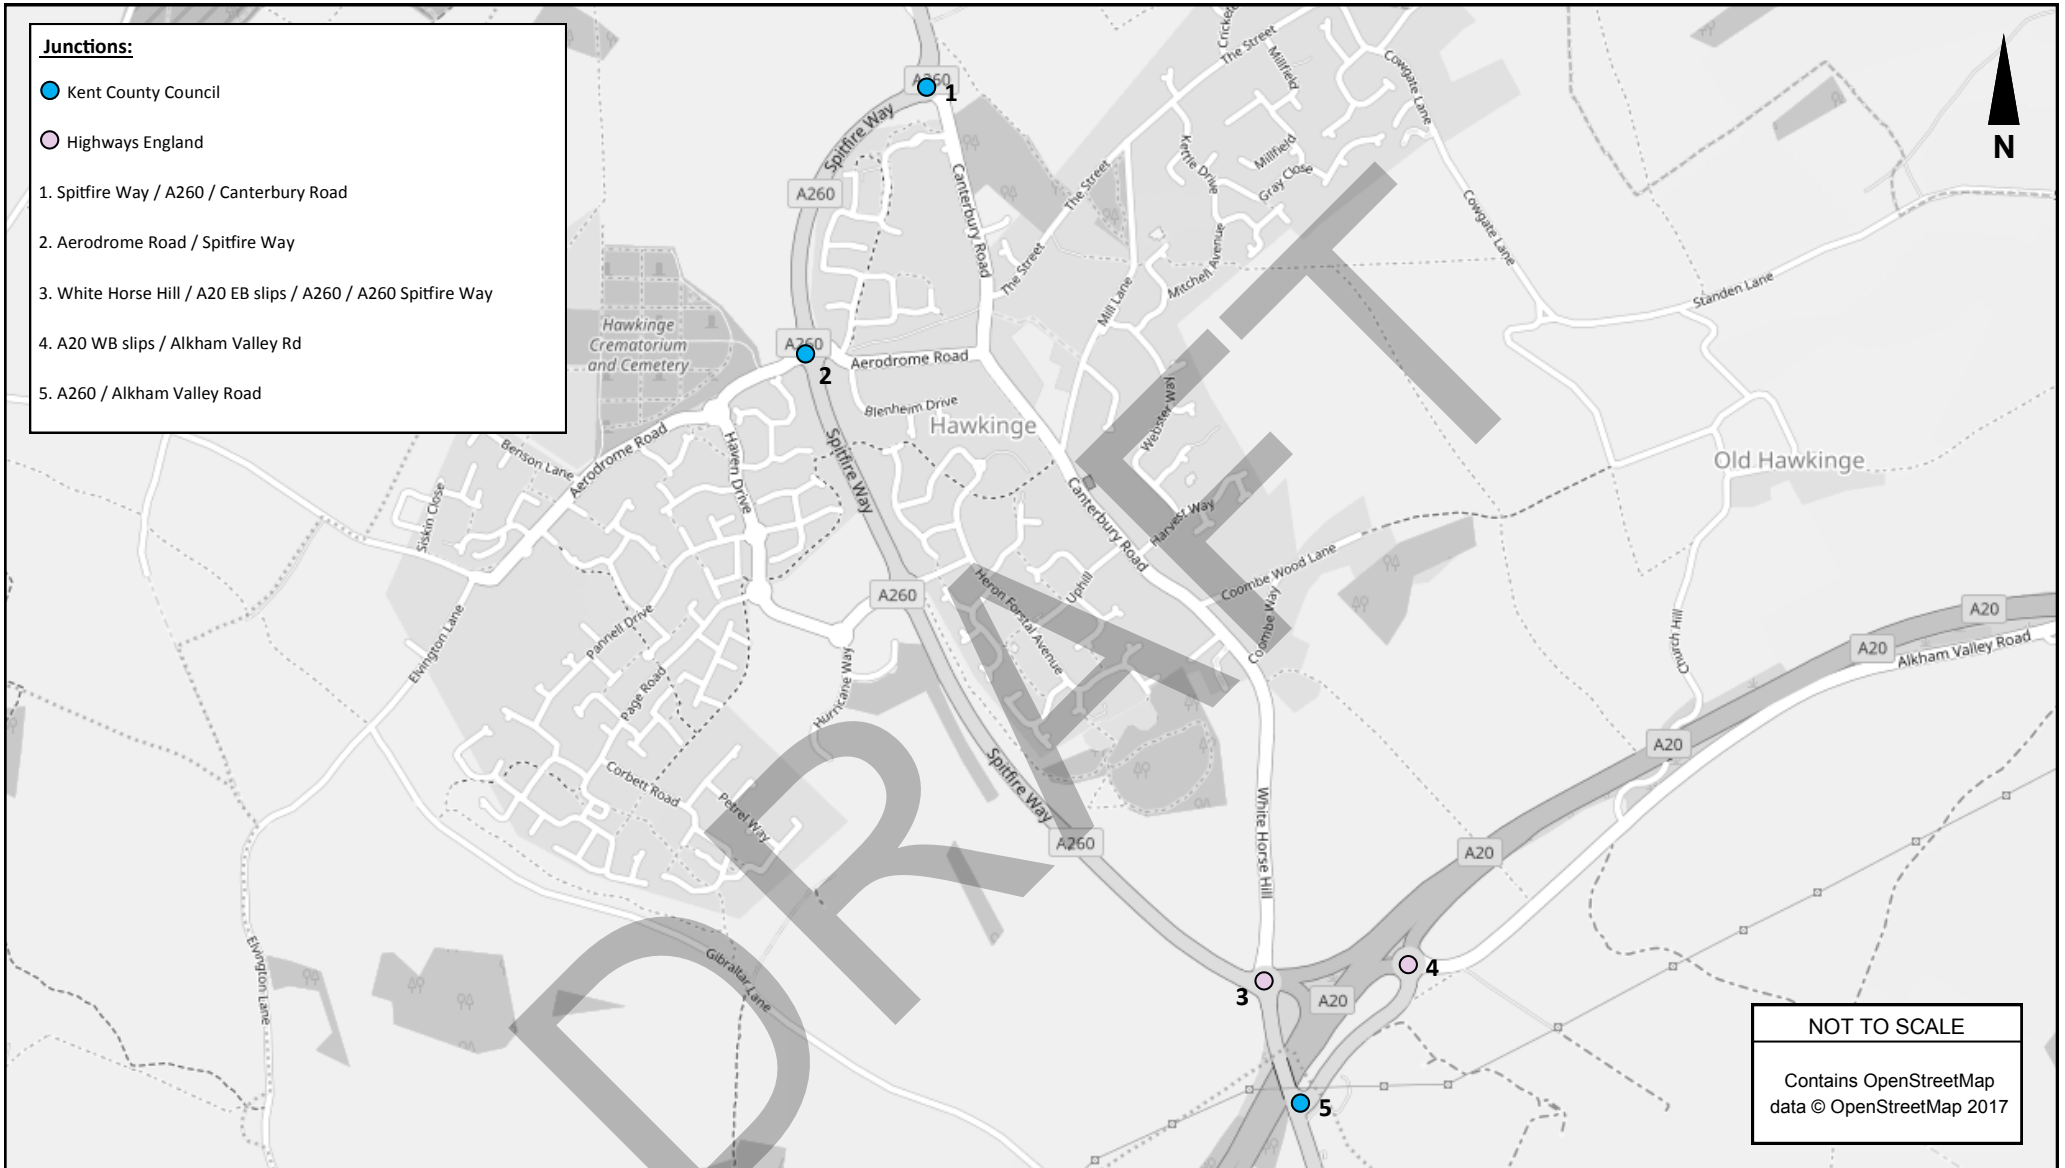 Junctions:
Kent County Council
Highways England
1. Spitfire Way / A260 / Canterbury Road
2. Aerodrome Road / Spitfire Way
3. White Horse Hill / A20 EB slips / A260 / A260 Spitfire Way
4. A20 WB slips / Alkham Valley Rd
5. A260 / Alkham Valley Road
N
A260
1
Spitfire Way
A260
Canterbury Road
The Street
The Street
The Street
Millfield
Millfield
Kettle Drive
Gray Close
Cowgate Lane
Cowgate Lane
Mitchell Avenue
Mill Lane
Standen Lane
Hawkinge
Crematorium
and Cemetery
A260
2
Aerodrome Road
Blenheim Drive
Hawkinge
Webster Way
Old Hawkinge
Benson Lane
Aerodrome Road
Haven Drive
Spitfire Way
Siskin Close
Canterbury Road
Harvest Way
Coombe Wood Lane
Coombe Way
Uphill
Heron Forstal Avenue
A260
Elvington Lane
Pannell Drive
Page Road
Hurricane Way
Church Hill
A20
A20
Alkham Valley Road
A20
Spitfire Way
Corbett Road
Petrel Way
A260
White Horse Hill
A20
Elvington Lane
Gibraltar Lane
3
4
A20
5
DRAFT
NOT TO SCALE
Contains OpenStreetMap
data © OpenStreetMap 2017